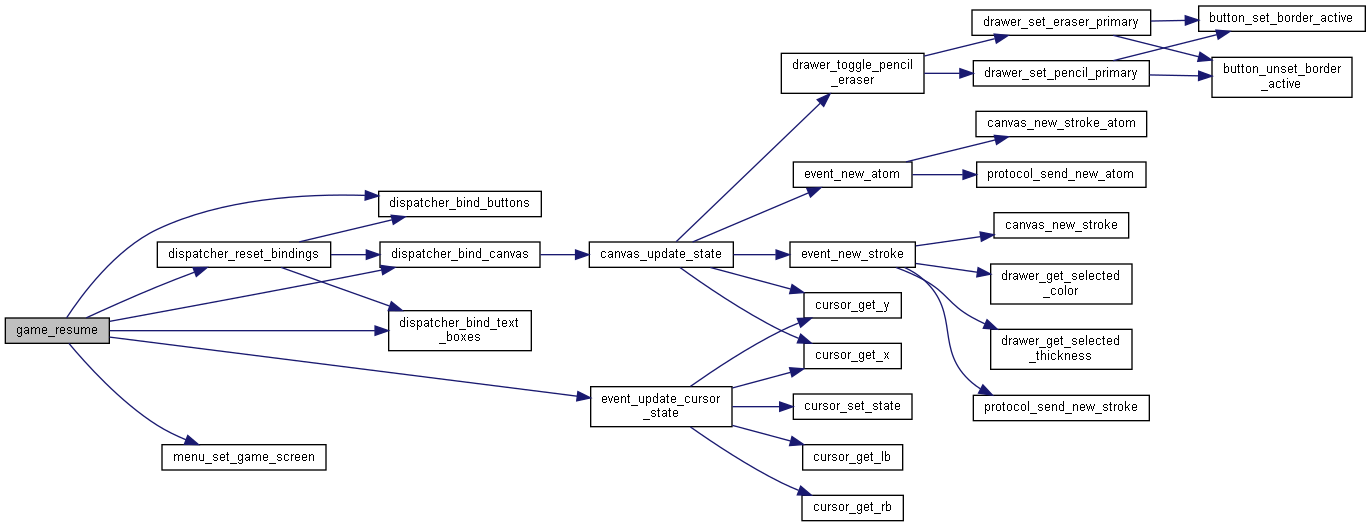 game_resume
dispatcher_bind_buttons
dispatcher_reset_bindings
dispatcher_bind_canvas
dispatcher_bind_text
_boxes
event_update_cursor
_state
menu_set_game_screen
canvas_update_state
drawer_toggle_pencil
_eraser
event_new_atom
event_new_stroke
cursor_get_y
cursor_get_x
cursor_set_state
cursor_get_lb
cursor_get_rb
drawer_set_eraser_primary
drawer_set_pencil_primary
canvas_new_stroke_atom
protocol_send_new_atom
canvas_new_stroke
drawer_get_selected
_color
drawer_get_selected
_thickness
protocol_send_new_stroke
button_set_border_active
button_unset_border
_active